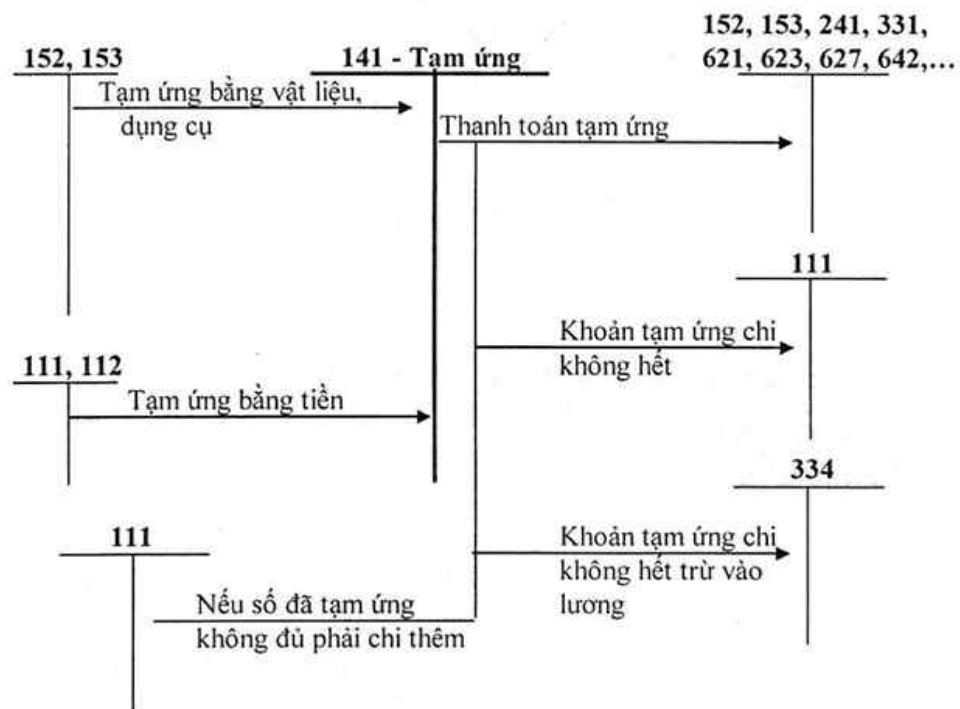 152, 153, 241, 331,
152, 153
141 - Tạm ứng
621, 623, 627, 642,...
Tạm ứng bằng vật liệu,
dụng cụ
Thanh toán tạm ứng
111
Khoản tạm ứng chi
không hết
111, 112
Tạm ứng bằng tiền
334
111
Khoản tạm ứng chi
không hết trừ vào
lương
Nếu số đã tạm ứng
không đủ phải chi thêm